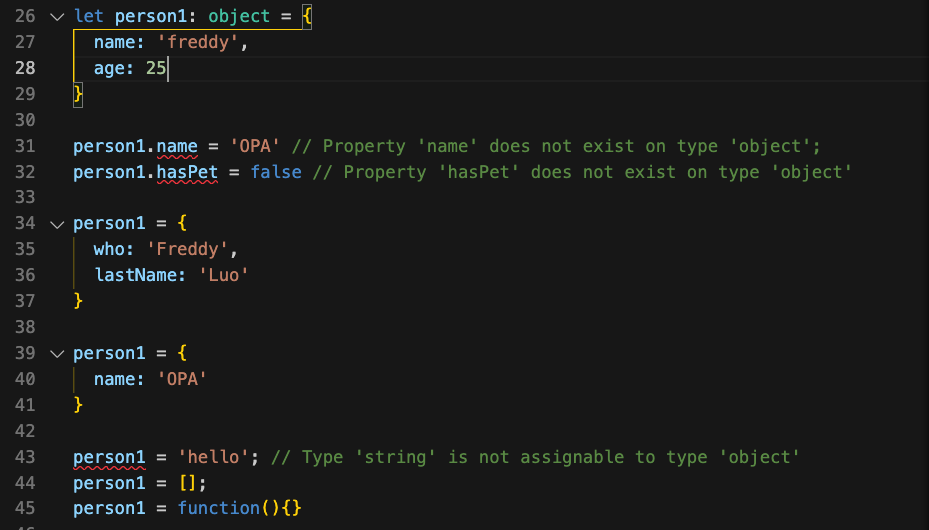 26 let person1: object = {
27 name: 'freddy',
28 age: 25
29 }
30
31 person1.name = 'OPA' // Property 'name' does not exist on type 'object';
32 person1.hasPet = false // Property 'hasPet' does not exist on type 'object'
33
34 person1 = {
35 who: 'Freddy',
36 lastName: 'Luo'
37 }
38
39 person1 = {
40 name: 'OPA'
41 }
42
43 person1 = 'hello'; // Type 'string' is not assignable to type 'object'
44 person1 = [];
45 person1 = function(){}